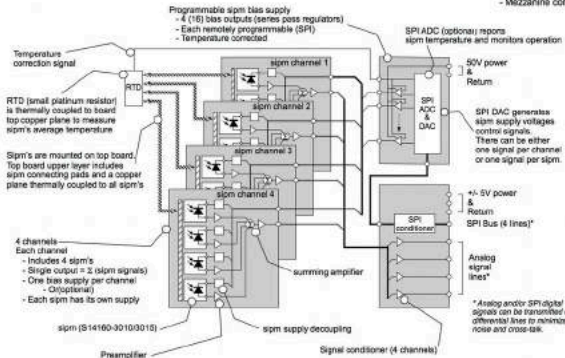 - Mezzanine con
Programmable sipm bias supply
- 4 (16) bias outputs (series pass regulators)
- Each remotely programmable (SPI)
- Temperature corrected
SPI ADC (optional) reports
sipm temperature and monitors operation
Temperature
correction signal
RTD
sipm channel 1
50V power
&
Return
RTD (small platinum resistor)
is thermally coupled to board
top copper plane to measure
sipm's average temperature
sipm channel 2
SPI
ADC
&
DAC
SPI DAC generates
sipm supply voltages
control signals.
There can be either
one signal per channel
or one signal per sipm.
Sipm's are mounted on top board.
Top board upper layer includes
sipm connecting pads and a copper
plane thermally coupled to all sipm's
sipm channel 3
sipm channel 4
+/- 5V power
&
Return
SPI
conditioner
SPI Bus (4 lines)*
4 channels
Each channel
- Includes 4 sipm's
- Single output = Σ (sipm signals)
- One bias supply per channel
- Or(optional)
- Each sipm has its own supply
summing amplifier
Analog
signal
lines*
* Analog and/or SPI digital
signals can be transmitted
differential lines to minimize
noise and cross-talk.
sipm (S14160-3010/3015)
sipm supply decoupling
Preamplifier
Signal conditioner (4 channels)